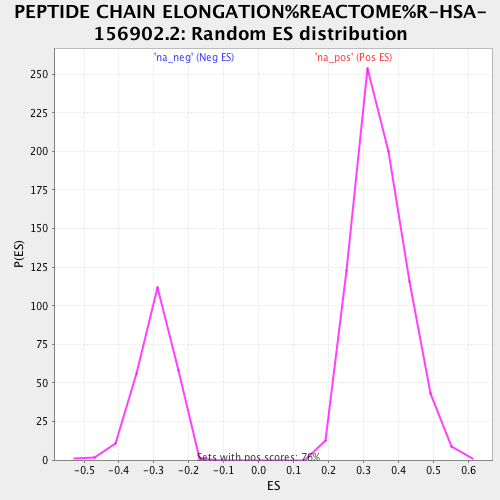 PEPTIDE CHAIN ELONGATION%REACTOME%R-HSA-
156902.2: Random ES distribution
'na_neg' (Neg ES) 'na_pos' (Pos ES)
250
225
200
175
150
125
100
75
50
25
0
P(ES)
Sets with pos scores: 76%
-0.5 -0.4 -0.3 -0.2 -0.1 0.0 0.1 0.2 0.3 0.4 0.5 0.6
ES